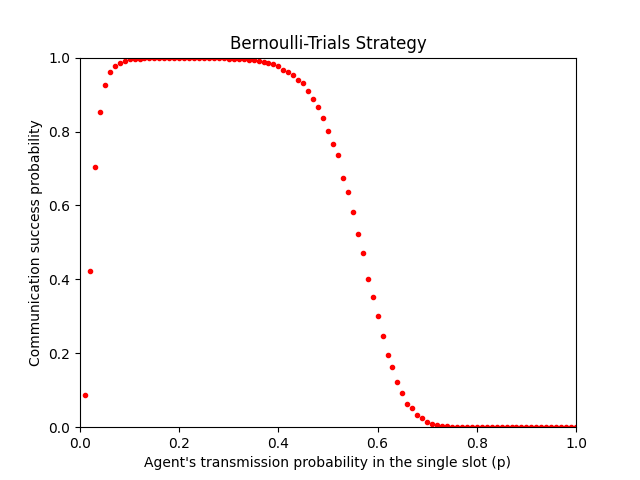 Bernoulli-Trials Strategy
Communication success probability
1.0
0.8
0.6
0.4
0.2
0.0
0.0 0.2 0.4 0.6 0.8 1.0
Agent's transmission probability in the single slot (p)